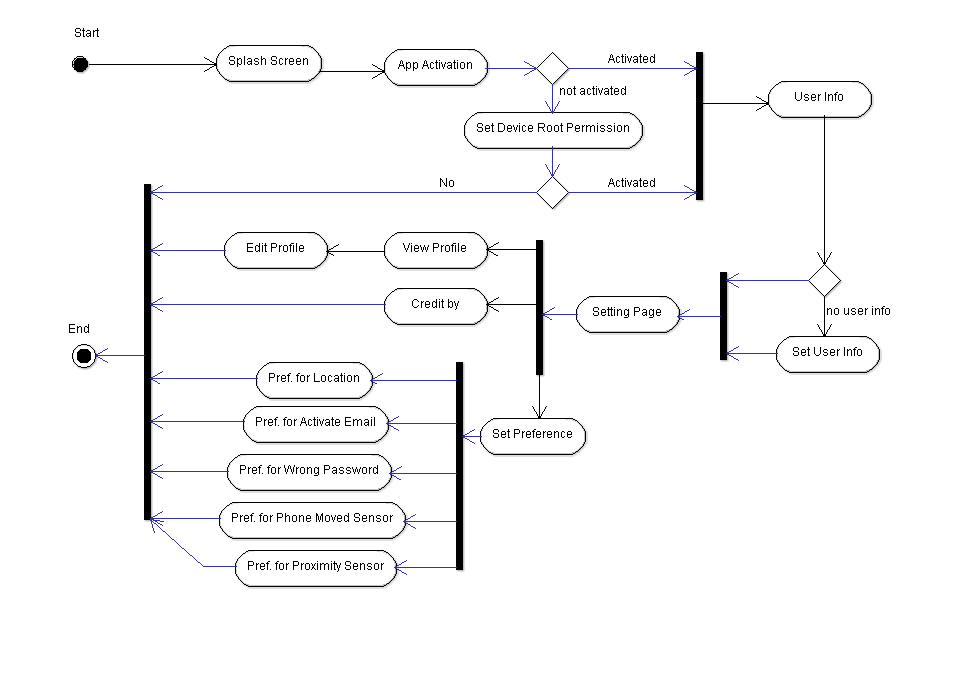 Start
Splash Screen
App Activation
Activated
not activated
User Info
Set Device Root Permission
No
Activated
Edit Profile
View Profile
Credit by
Setting Page
no user info
End
Set User Info
Pref. for Location
Pref. for Activate Email
Set Preference
Pref. for Wrong Password
Pref. for Phone Moved Sensor
Pref. for Proximity Sensor